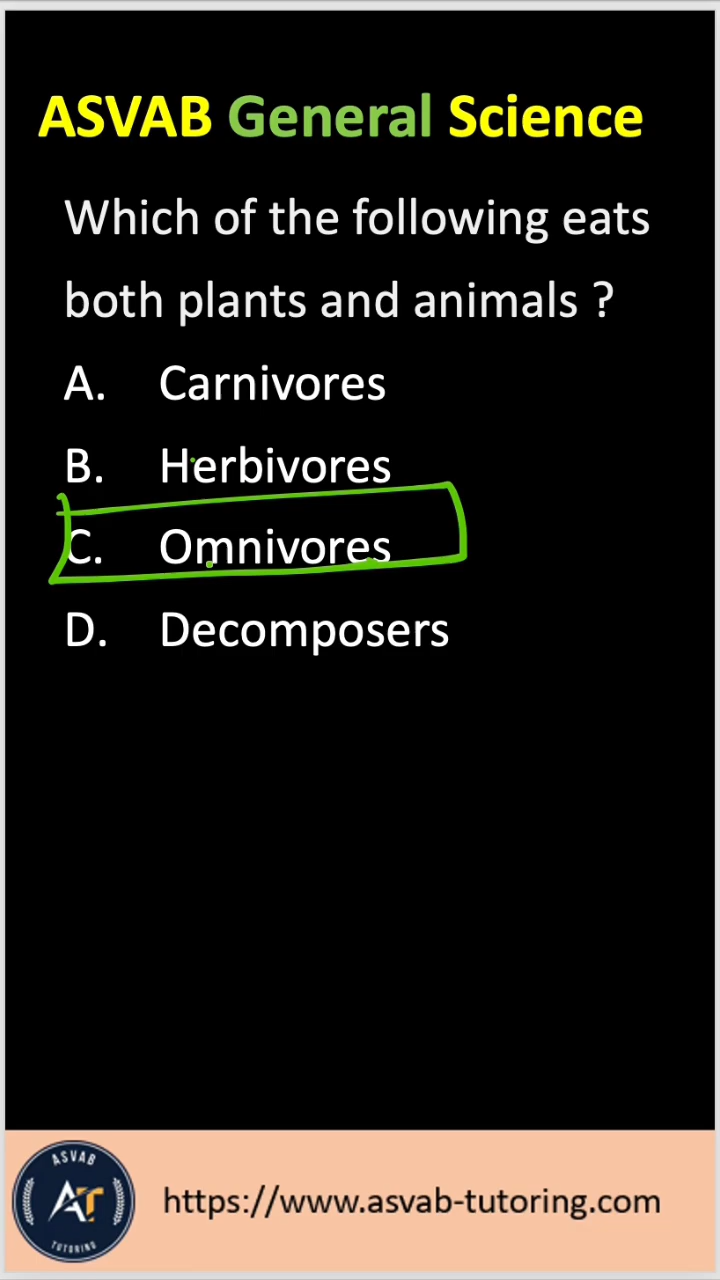 ASVAB General Science
Which of the following eats
both plants and animals ?
A. Carnivores
B. Herbivores
C. Omnivores
D. Decomposers
ASVAB
AT
TUTORING
https://www.asvab-tutoring.com